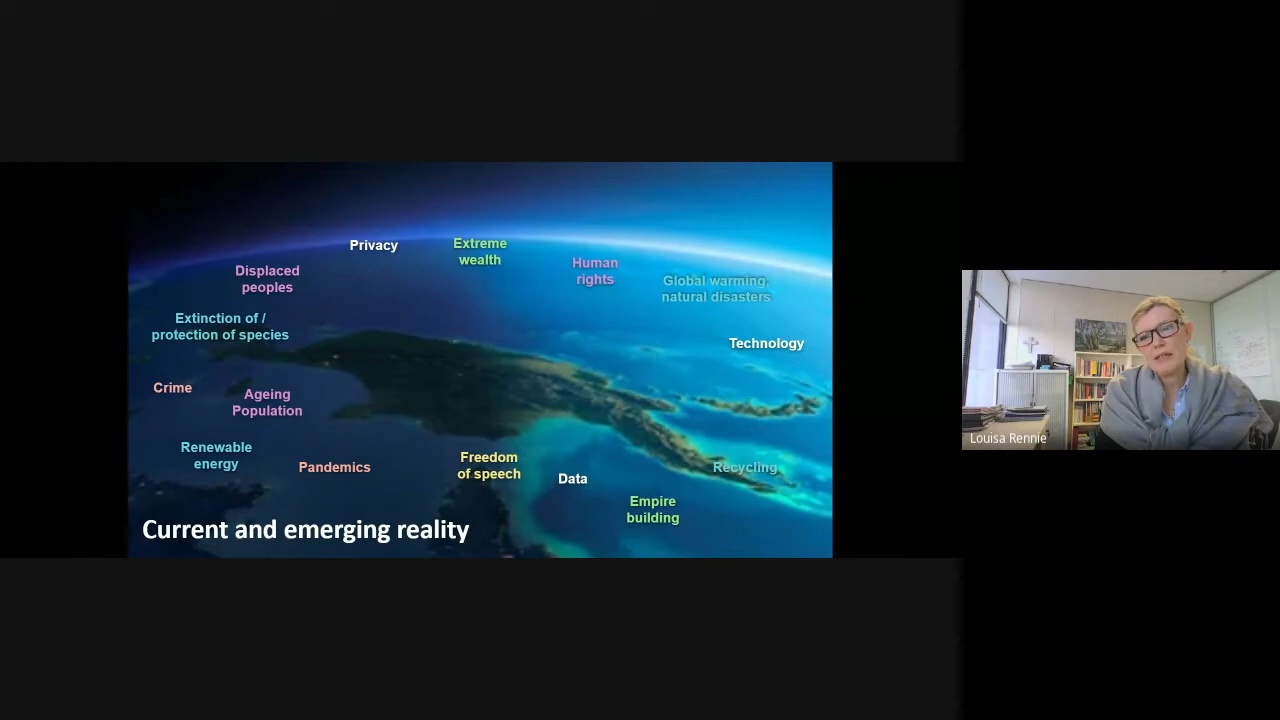 Privacy
Extreme
wealth
Human
rights
Displaced
peoples
Global warming,
natural disasters
Extinction of /
protection of species
Technology
Crime
Ageing
Population
Renewable
energy
Pandemics
Freedom
of speech
Data
Recycling
Empire
building
Current and emerging reality
Louisa Rennie